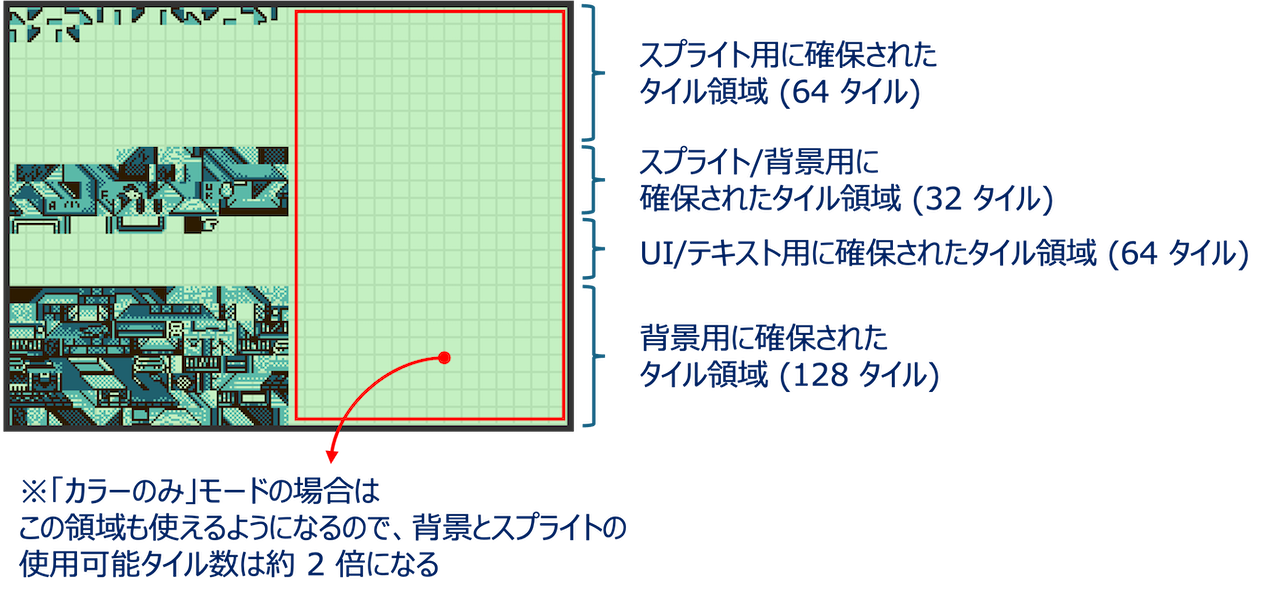 スプライト用に確保された
タイル領域 (64 タイル)
スプライト/背景用に
確保されたタイル領域 (32 タイル)
UI/テキスト用に確保されたタイル領域 (64 タイル)
背景用に確保された
タイル領域 (128 タイル)
※「カラーのみ」モードの場合は
この領域も使えるようになるので、背景とスプライトの
使用可能タイル数は約 2 倍になる